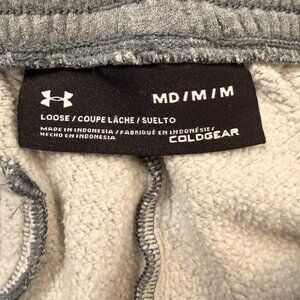 MD/M/M
LOOSE / COUPE LÂCHE / SUELTO
MADE IN INDONESIA / FABRIQUÉ EN INDONÉSIE /
HECHO EN INDONESIA
COLDGEAR